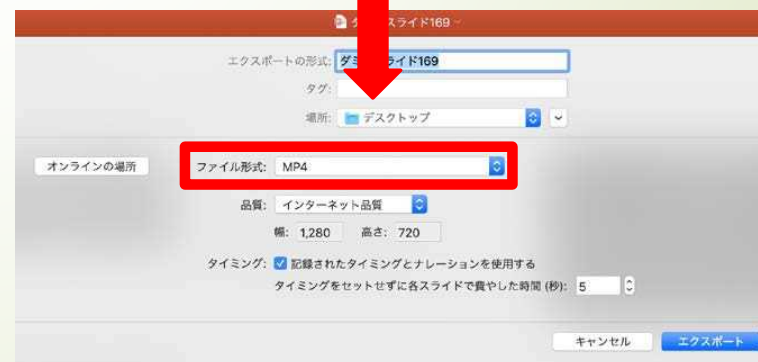 スライド169
エクスポートの形式: スライド169
タグ:
場所: デスクトップ
オンラインの場所 ファイル形式: MP4
品質: インターネット品質
幅: 1,280 高さ: 720
タイミング: 記録されたタイミングとナレーションを使用する
タイミングをセットせずに各スライドで費やした時間 (秒): 5
キャンセル エクスポート